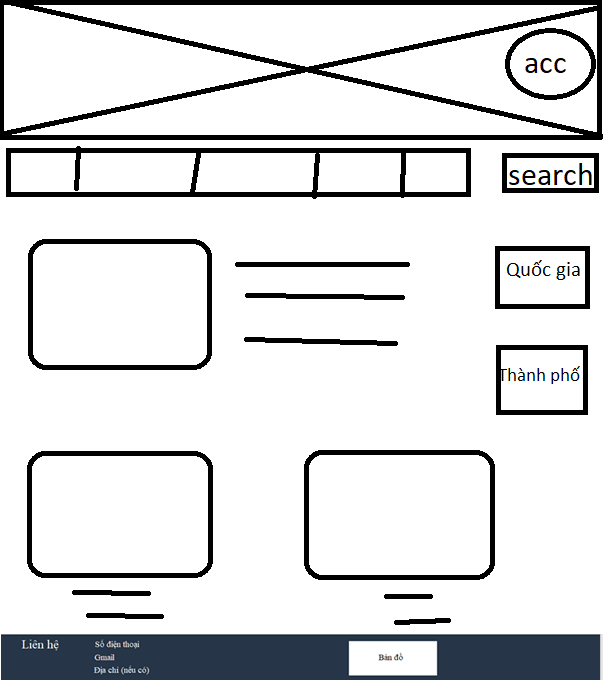 acc
search
Quốc gia
Thành phố
Liên hệ
Số điện thoại
Gmail
Địa chỉ (nếu có)
Bản đồ